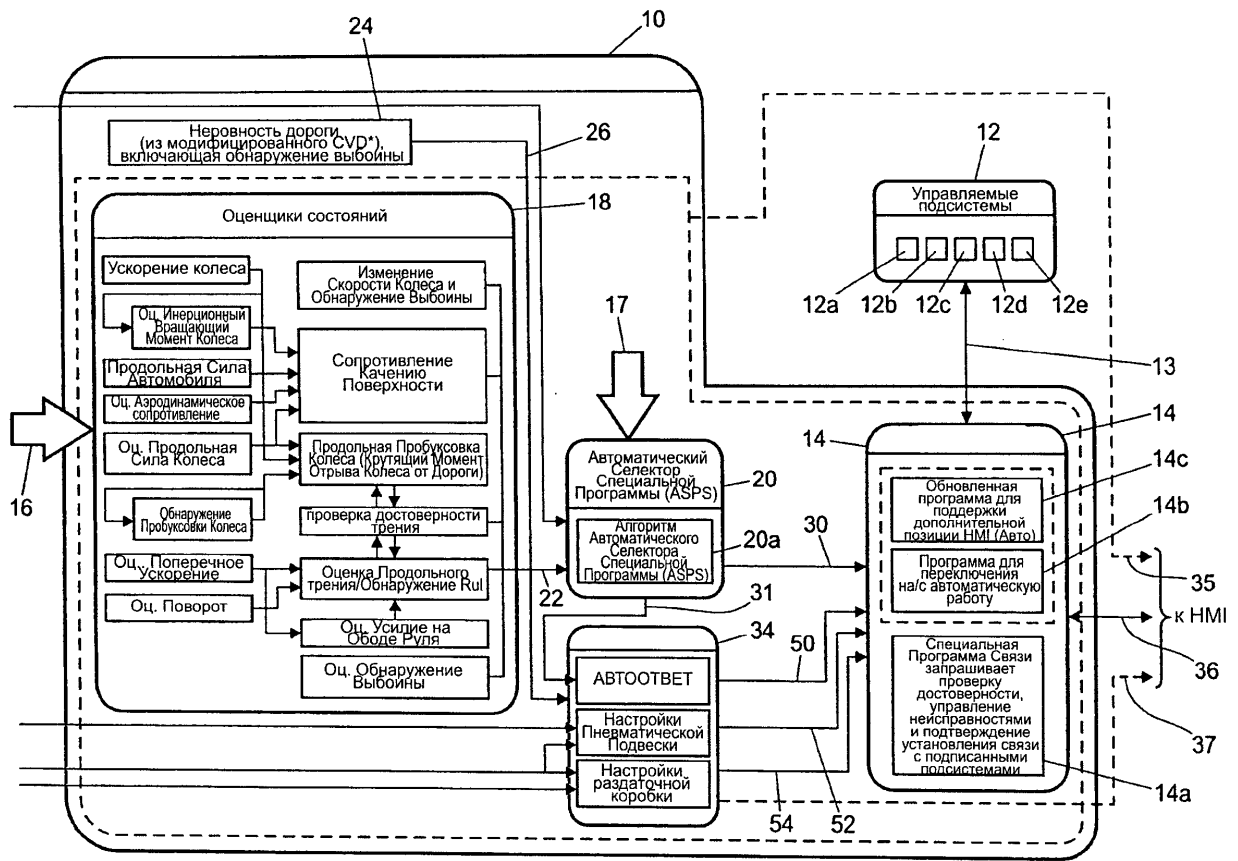 24
10
Неровность дороги
(из модифицированного CVD*),
включающая обнаружение выбоины
26
12
Управляемые
подсистемы
12a
12b
12c
12d
12e
13
18
Оценщики состояний
Ускорение колеса
Оц. Инерционный
Вращающий
Момент Колеса
Продольная Сила
Автомобиля
Оц. Аэродинамическое
сопротивление
Оц. Продольная
Сила Колеса
Обнаружение
Пробуксовки Колеса
Оц. Поперечное
Ускорение
Оц. Поворот
Изменение
Скорости Колеса и
Обнаружение Выбоины
Сопротивление
Качению
Поверхности
Продольная Пробуксовка
Колеса (Крутящий Момент
Отрыва Колеса от Дороги)
проверка достоверности
трения
Оценка Продольного
трения/Обнаружение Rul
Оц. Усилие на
Ободе Руля
Оц. Обнаружение
Выбоины
16
17
22
Автоматический
Селектор
Специальной
Программы (ASPS)
20
Алгоритм
Автоматического
Селектора
Специальной
Программы (ASPS)
20a
30
31
34
АВТООТВЕТ
Настройки
Пневматической
Подвески
Настройки
раздаточной
коробки
50
52
54
14
14
14c
Обновленная
программа для
поддержки
дополнительной
позиции HMI (Авто)
14b
Программа для
переключения
на/с автоматическую
работу
Специальная
Программа Связи
запрашивает
проверку
достоверности,
управление
неисправностями
и подтверждение
установления связи
с подписанными
подсистемами
14a
35
к HMI
36
37